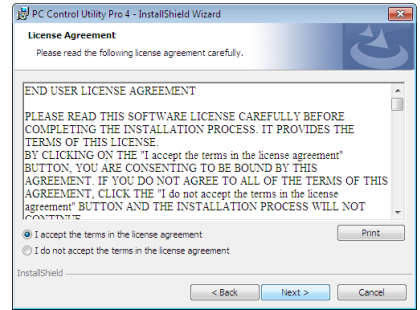 PC Control Utility Pro 4 - InstallShield Wizard
License Agreement
Please read the following license agreement carefully.
END USER LICENSE AGREEMENT
PLEASE READ THIS SOFTWARE LICENSE CAREFULLY BEFORE
COMPLETING THE INSTALLATION PROCESS. IT PROVIDES THE
TERMS OF THIS LICENSE.
BY CLICKING ON THE "I accept the terms in the license agreement"
BUTTON, YOU ARE CONSENTING TO BE BOUND BY THIS
AGREEMENT. IF YOU DO NOT AGREE TO ALL OF THE TERMS OF THIS
AGREEMENT, CLICK THE "I do not accept the terms in the license
agreement" BUTTON AND THE INSTALLATION PROCESS WILL NOT
CONTINUE
I accept the terms in the license agreement
Print
I do not accept the terms in the license agreement
InstallShield
< Back
Next >
Cancel